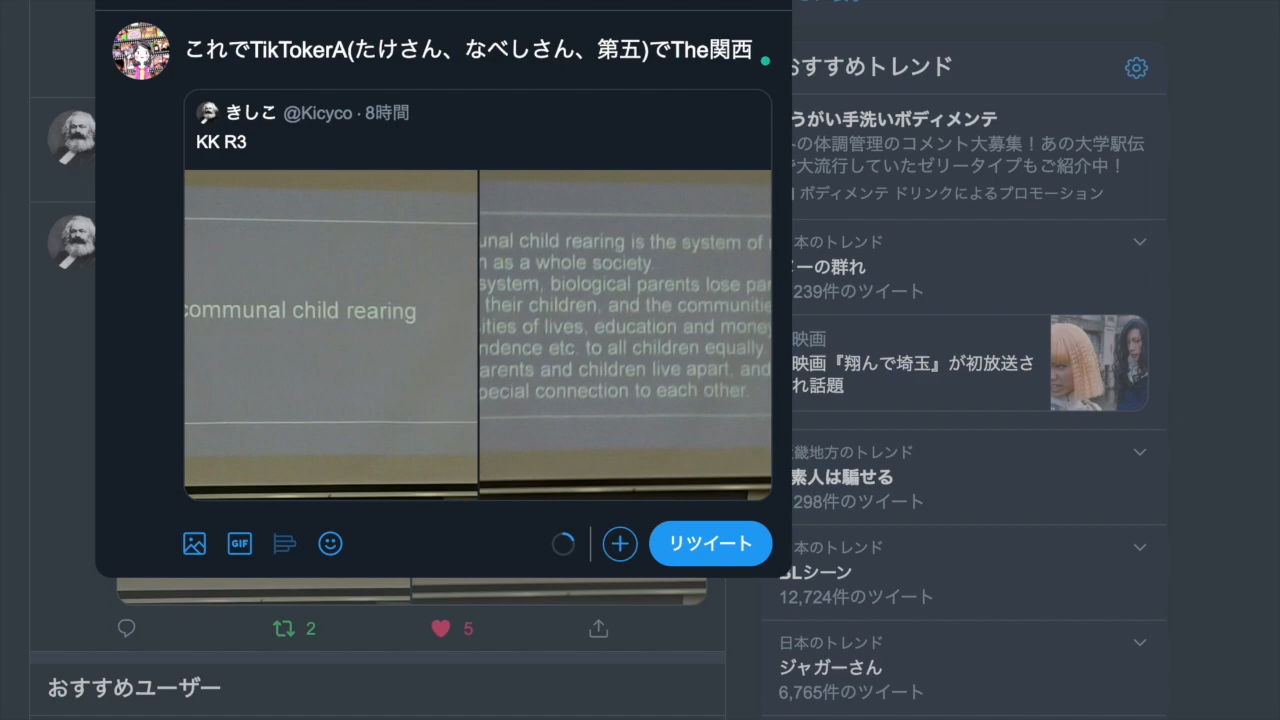 これでTikTokerA(たけさん、なべしさん、第五)でThe関西
きしこ @Kicyco · 8時間
KK R3
communal child rearing
unal child rearing is the system of
n as a whole society.
system, biological parents lose par
their children, and the communitie
ities of lives, education and money
ndence etc. to all children equally
arents and children live apart, and
pecial connection to each other.
GIF
リツイート
2
5
おすすめユーザー
おすすめトレンド
うがい手洗いボディメンテ
の体調管理のコメント大募集！あの大学駅伝
大流行していたゼリータイプもご紹介中！
ボディメンテ ドリンクによるプロモーション
本のトレンド
ーの群れ
239件のツイート
映画
映画『翔んで埼玉』が初放送さ
れ話題
畿地方のトレンド
素人は騙せる
298件のツイート
本のトレンド
BLシーン
12,724件のツイート
日本のトレンド
ジャガーさん
6,765件のツイート